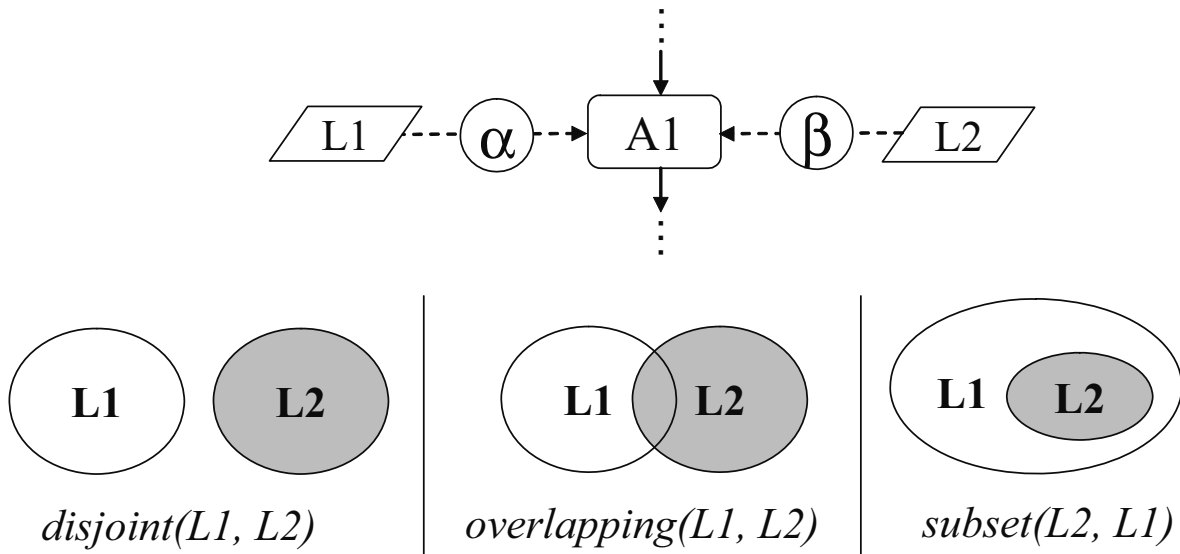 L1 α A1 β L2
L1 L2 L1 L2 L1 L2
disjoint(L1, L2) overlapping(L1, L2) subset(L2, L1)